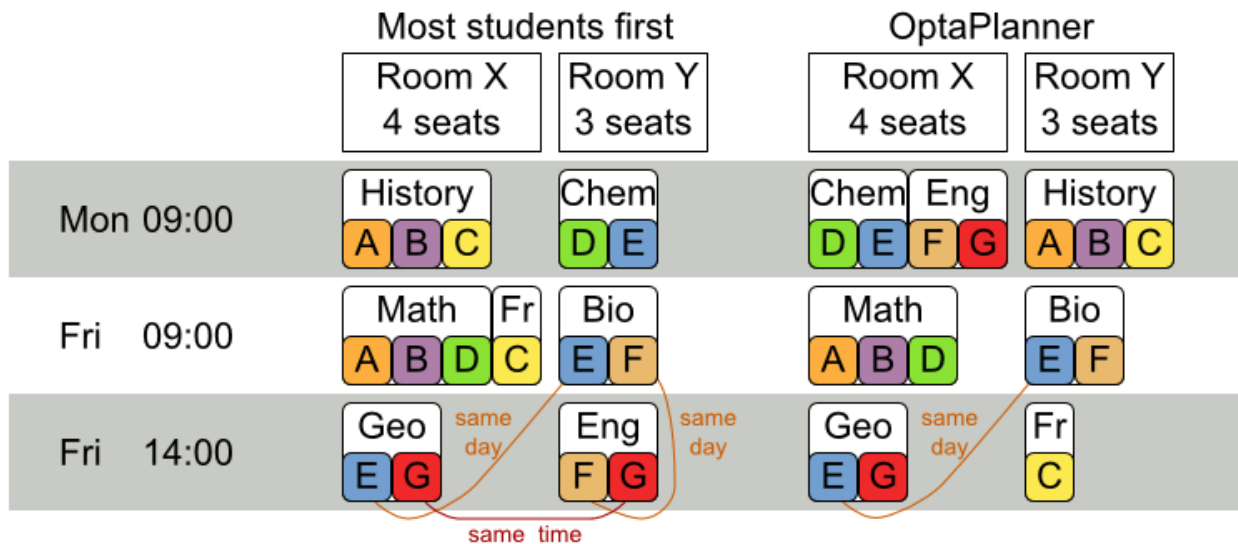 Most students first OptaPlanner
Room X Room Y Room X Room Y
4 seats 3 seats 4 seats 3 seats
History Chem Chem Eng History
Mon 09:00
A B C D E D E F G A B C
Math Fr Bio Math Bio
Fri 09:00
A B D C E F A B D E F
Geo same day Eng same day Geo same day Fr
Fri 14:00
E G F G E G C
same time